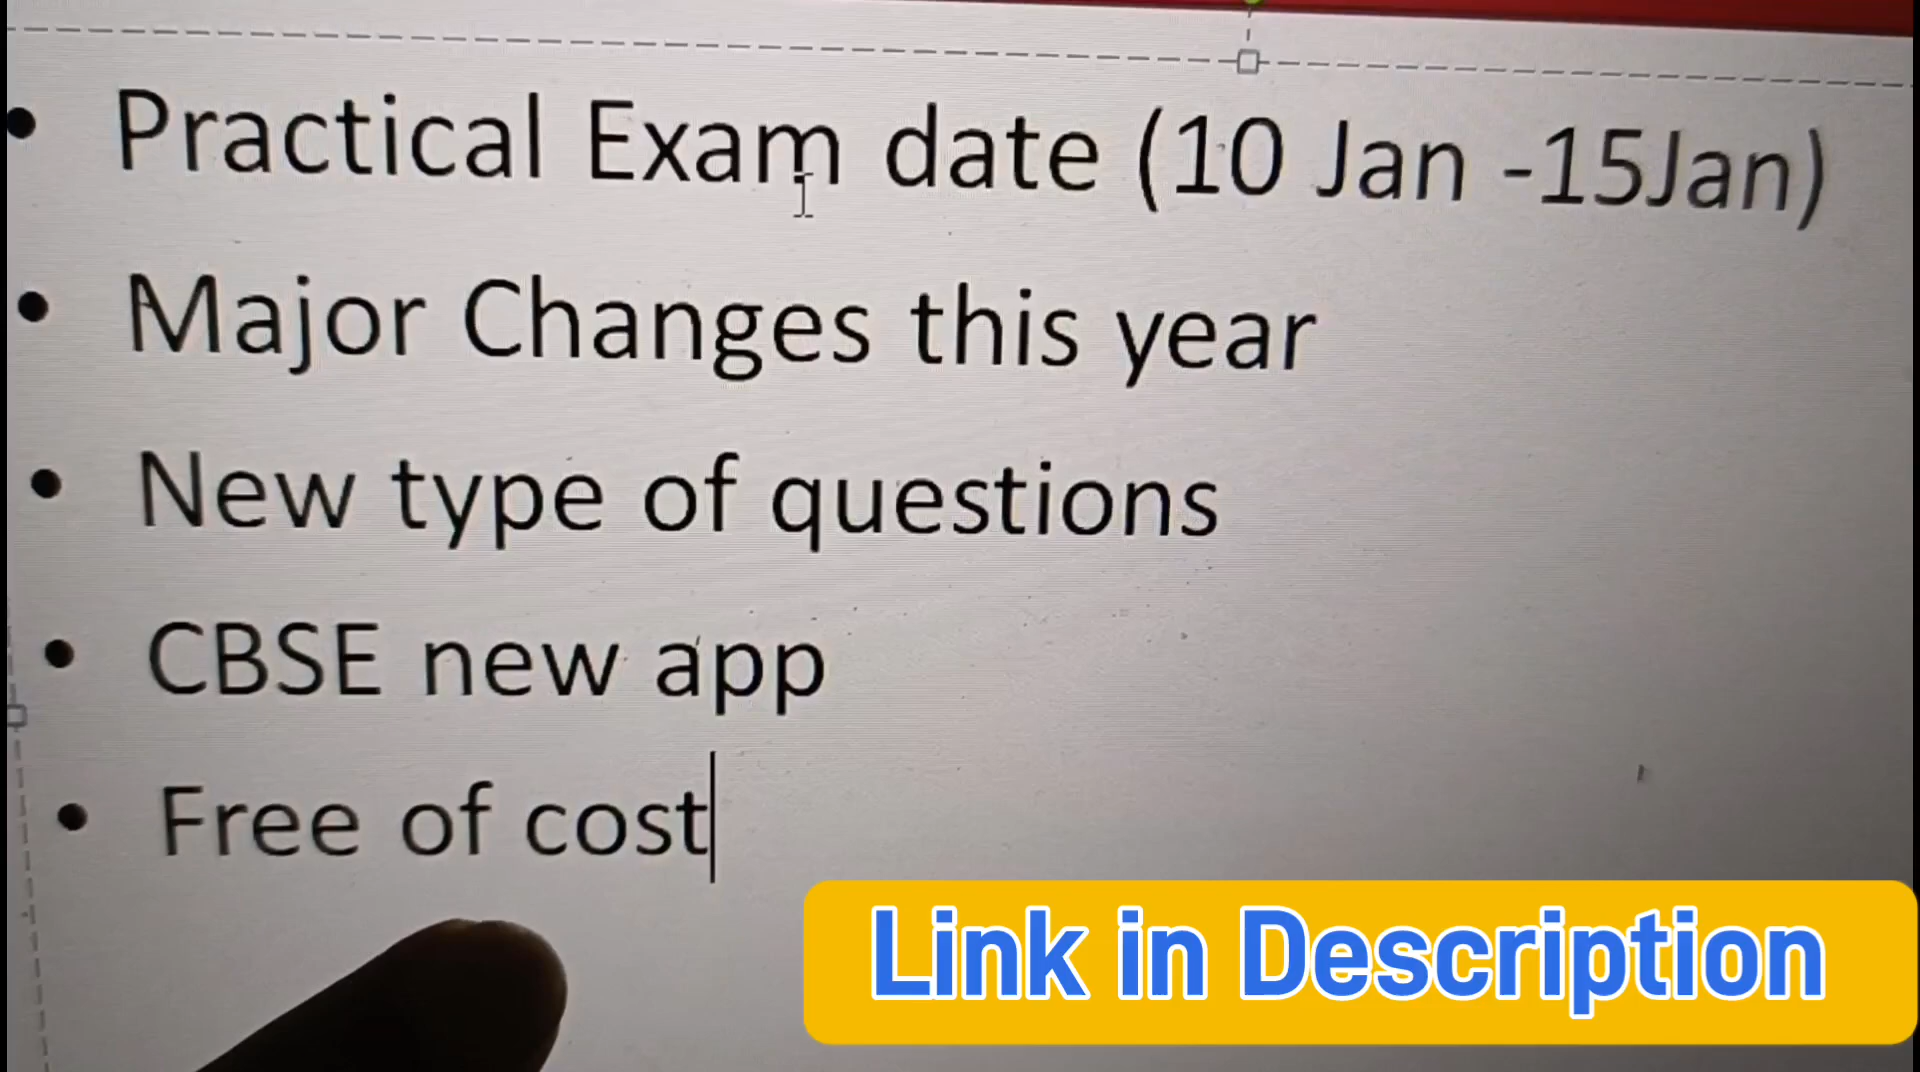 • Practical Exam date (10 Jan -15Jan)
• Major Changes this year
• New type of questions
• CBSE new app
• Free of cost
Link in Description